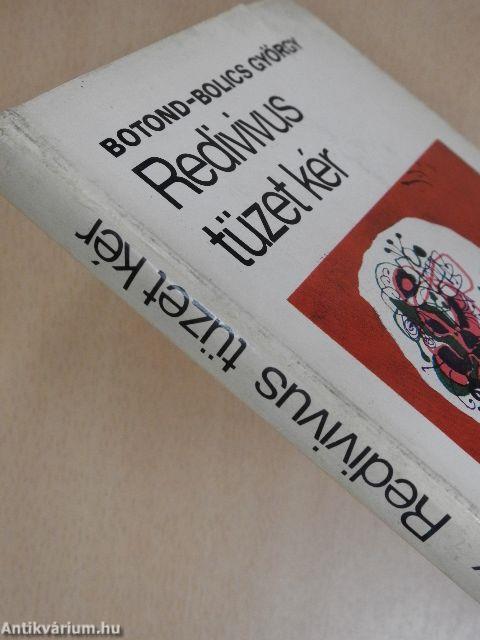 BOTOND-BOLICS GYÖRGY
Redivivus
tüzet kér
Redivivus tüzet kér
Antikvárium.hu